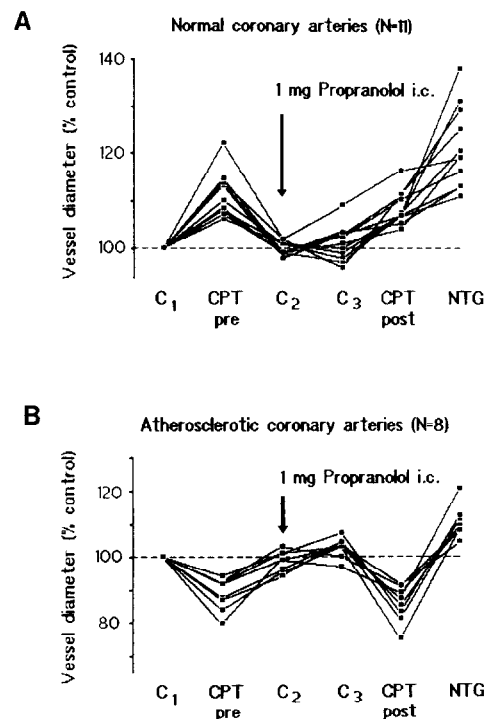 A
Normal coronary arteries (N=11)
140
1 mg Propranolol i.c.
120
100
Vessel diameter (% control)
C1 CPT pre C2 C3 CPT post NTG
B
Atherosclerotic coronary arteries (N=8)
1 mg Propranolol i.c.
120
100
80
Vessel diameter (% control)
C1 CPT pre C2 C3 CPT post NTG